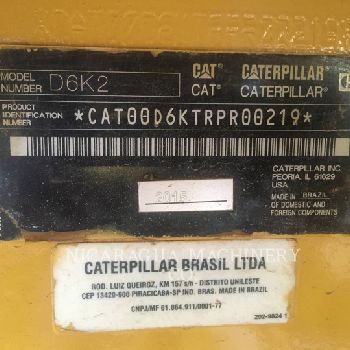 MODEL NUMBER D6K2
CAT CATERPILLAR
CAT CATERPILLAR
PRODUCT IDENTIFICATION NUMBER *CAT00D6KTRPR00219*
CATERPILLAR INC.
PEORIA, IL 61629
USA
MADE IN BRAZIL
OF DOMESTIC AND
FOREIGN COMPONENTS
2015
NICARAGUA MACHINERY
CATERPILLAR BRASIL LTDA
ROD. LUIZ QUEIROZ, KM 157 s/n - DISTRITO UNILESTE
CEP 13420-900 PIRACICABA-SP IND. BRAS. MADE IN BRAZIL
CNPJ/MF 61.064.911/0001-77